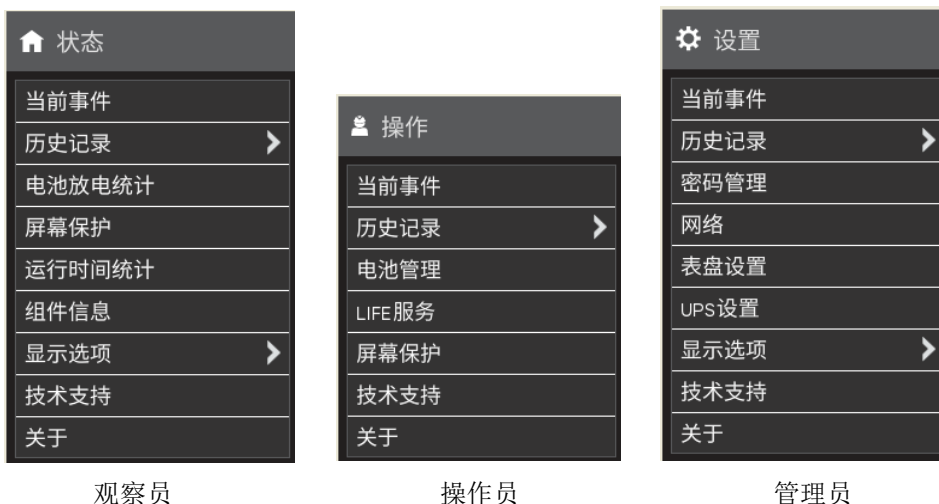 状态
当前事件
历史记录
电池放电统计
屏幕保护
运行时间统计
组件信息
显示选项
技术支持
关于
观察员
操作
当前事件
历史记录
电池管理
LIFE服务
屏幕保护
技术支持
关于
操作员
设置
当前事件
历史记录
密码管理
网络
表盘设置
UPS设置
显示选项
技术支持
关于
管理员